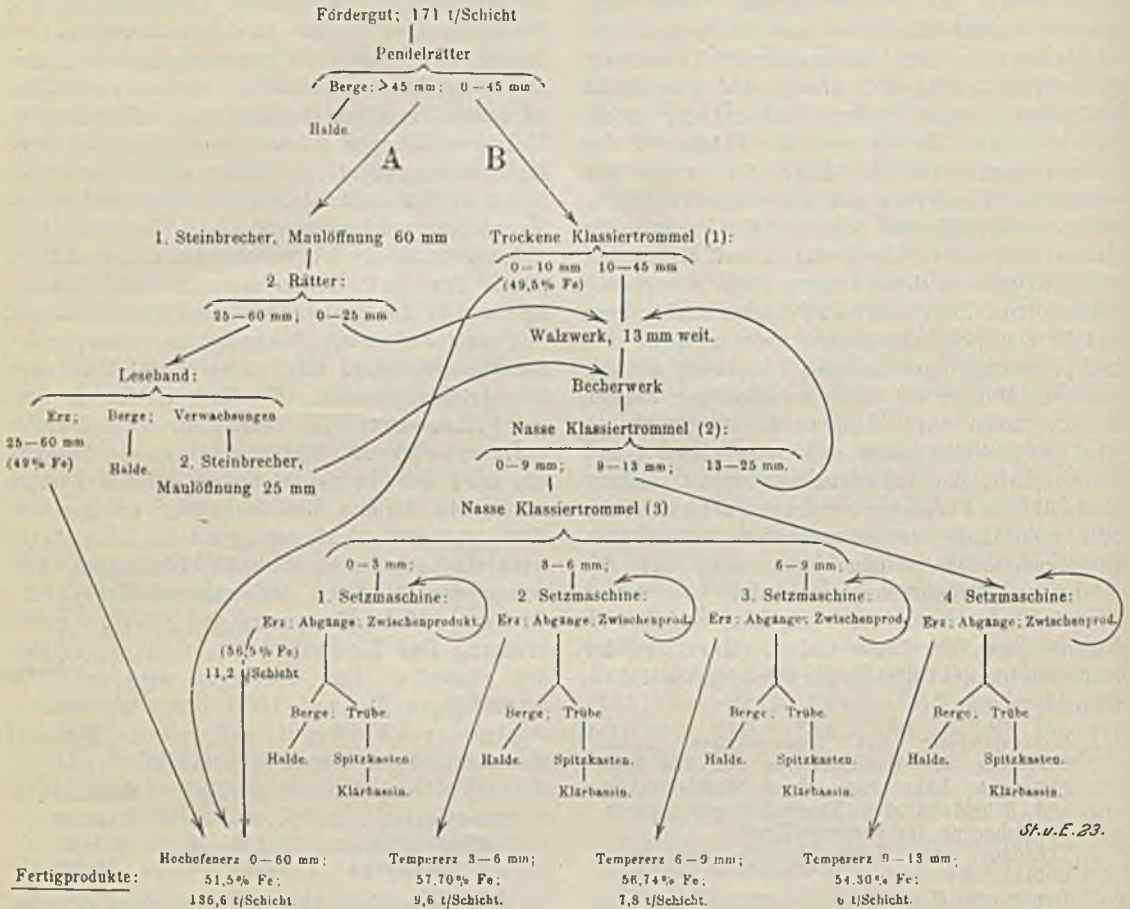 Fördergut; 171 t/Schicht
Pendelrätter
Berge; >45 mm; 0–45 mm
Halde.
A B
1. Steinbrecher, Maulöffnung 60 mm
Trockene Klassiertrommel (1):
0–10 mm 10–45 mm
(49,5% Fe)
2. Rätter:
25–60 mm; 0–25 mm
Walzwerk, 13 mm weit.
Leseband:
Becherwerk
Erz; Berge; Verwachsungen
25–60 mm
(49% Fe)
Halde.
2. Steinbrecher,
Maulöffnung 25 mm
Nasse Klassiertrommel (2):
0–9 mm; 9–13 mm; 13–25 mm.
Nasse Klassiertrommel (3)
0–3 mm; 3–6 mm; 6–9 mm;
1. Setzmaschine: 2. Setzmaschine: 3. Setzmaschine: 4. Setzmaschine:
Erz; Abgänge; Zwischenprodukt. Erz; Abgänge; Zwischenprod. Erz; Abgänge; Zwischenprod. Erz; Abgänge; Zwischenprod.
(56,5% Fe)
11,2 t/Schicht
Berge; Trübe. Berge; Trübe. Berge; Trübe. Berge; Trübe.
Halde. Spitzkasten. Halde. Spitzkasten. Halde. Spitzkasten. Halde. Spitzkasten.
Klärbassin. Klärbassin. Klärbassin. Klärbassin.
St.u.E.23.
Fertigprodukte:
Hochofenerz 0–60 mm; Tempererz 3–6 mm; Tempererz 6–9 mm; Tempererz 9–13 mm;
51,5% Fe; 57,70% Fe; 56,74% Fe; 54,30% Fe;
136,6 t/Schicht. 9,6 t/Schicht. 7,8 t/Schicht. 6 t/Schicht.